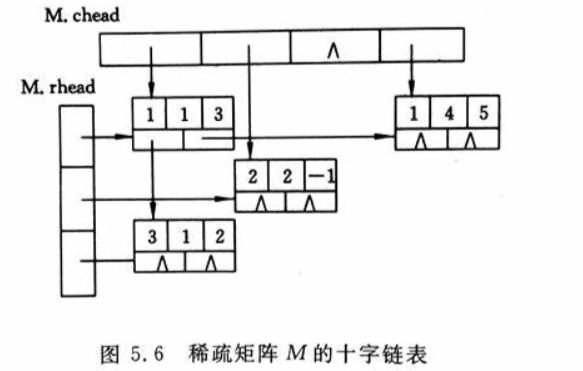 M. chead
∧
M. rhead
1 1 3
1 4 5
∧ ∧
2 2 -1
∧ ∧
3 1 2
∧ ∧
图 5.6 稀疏矩阵 M 的十字链表